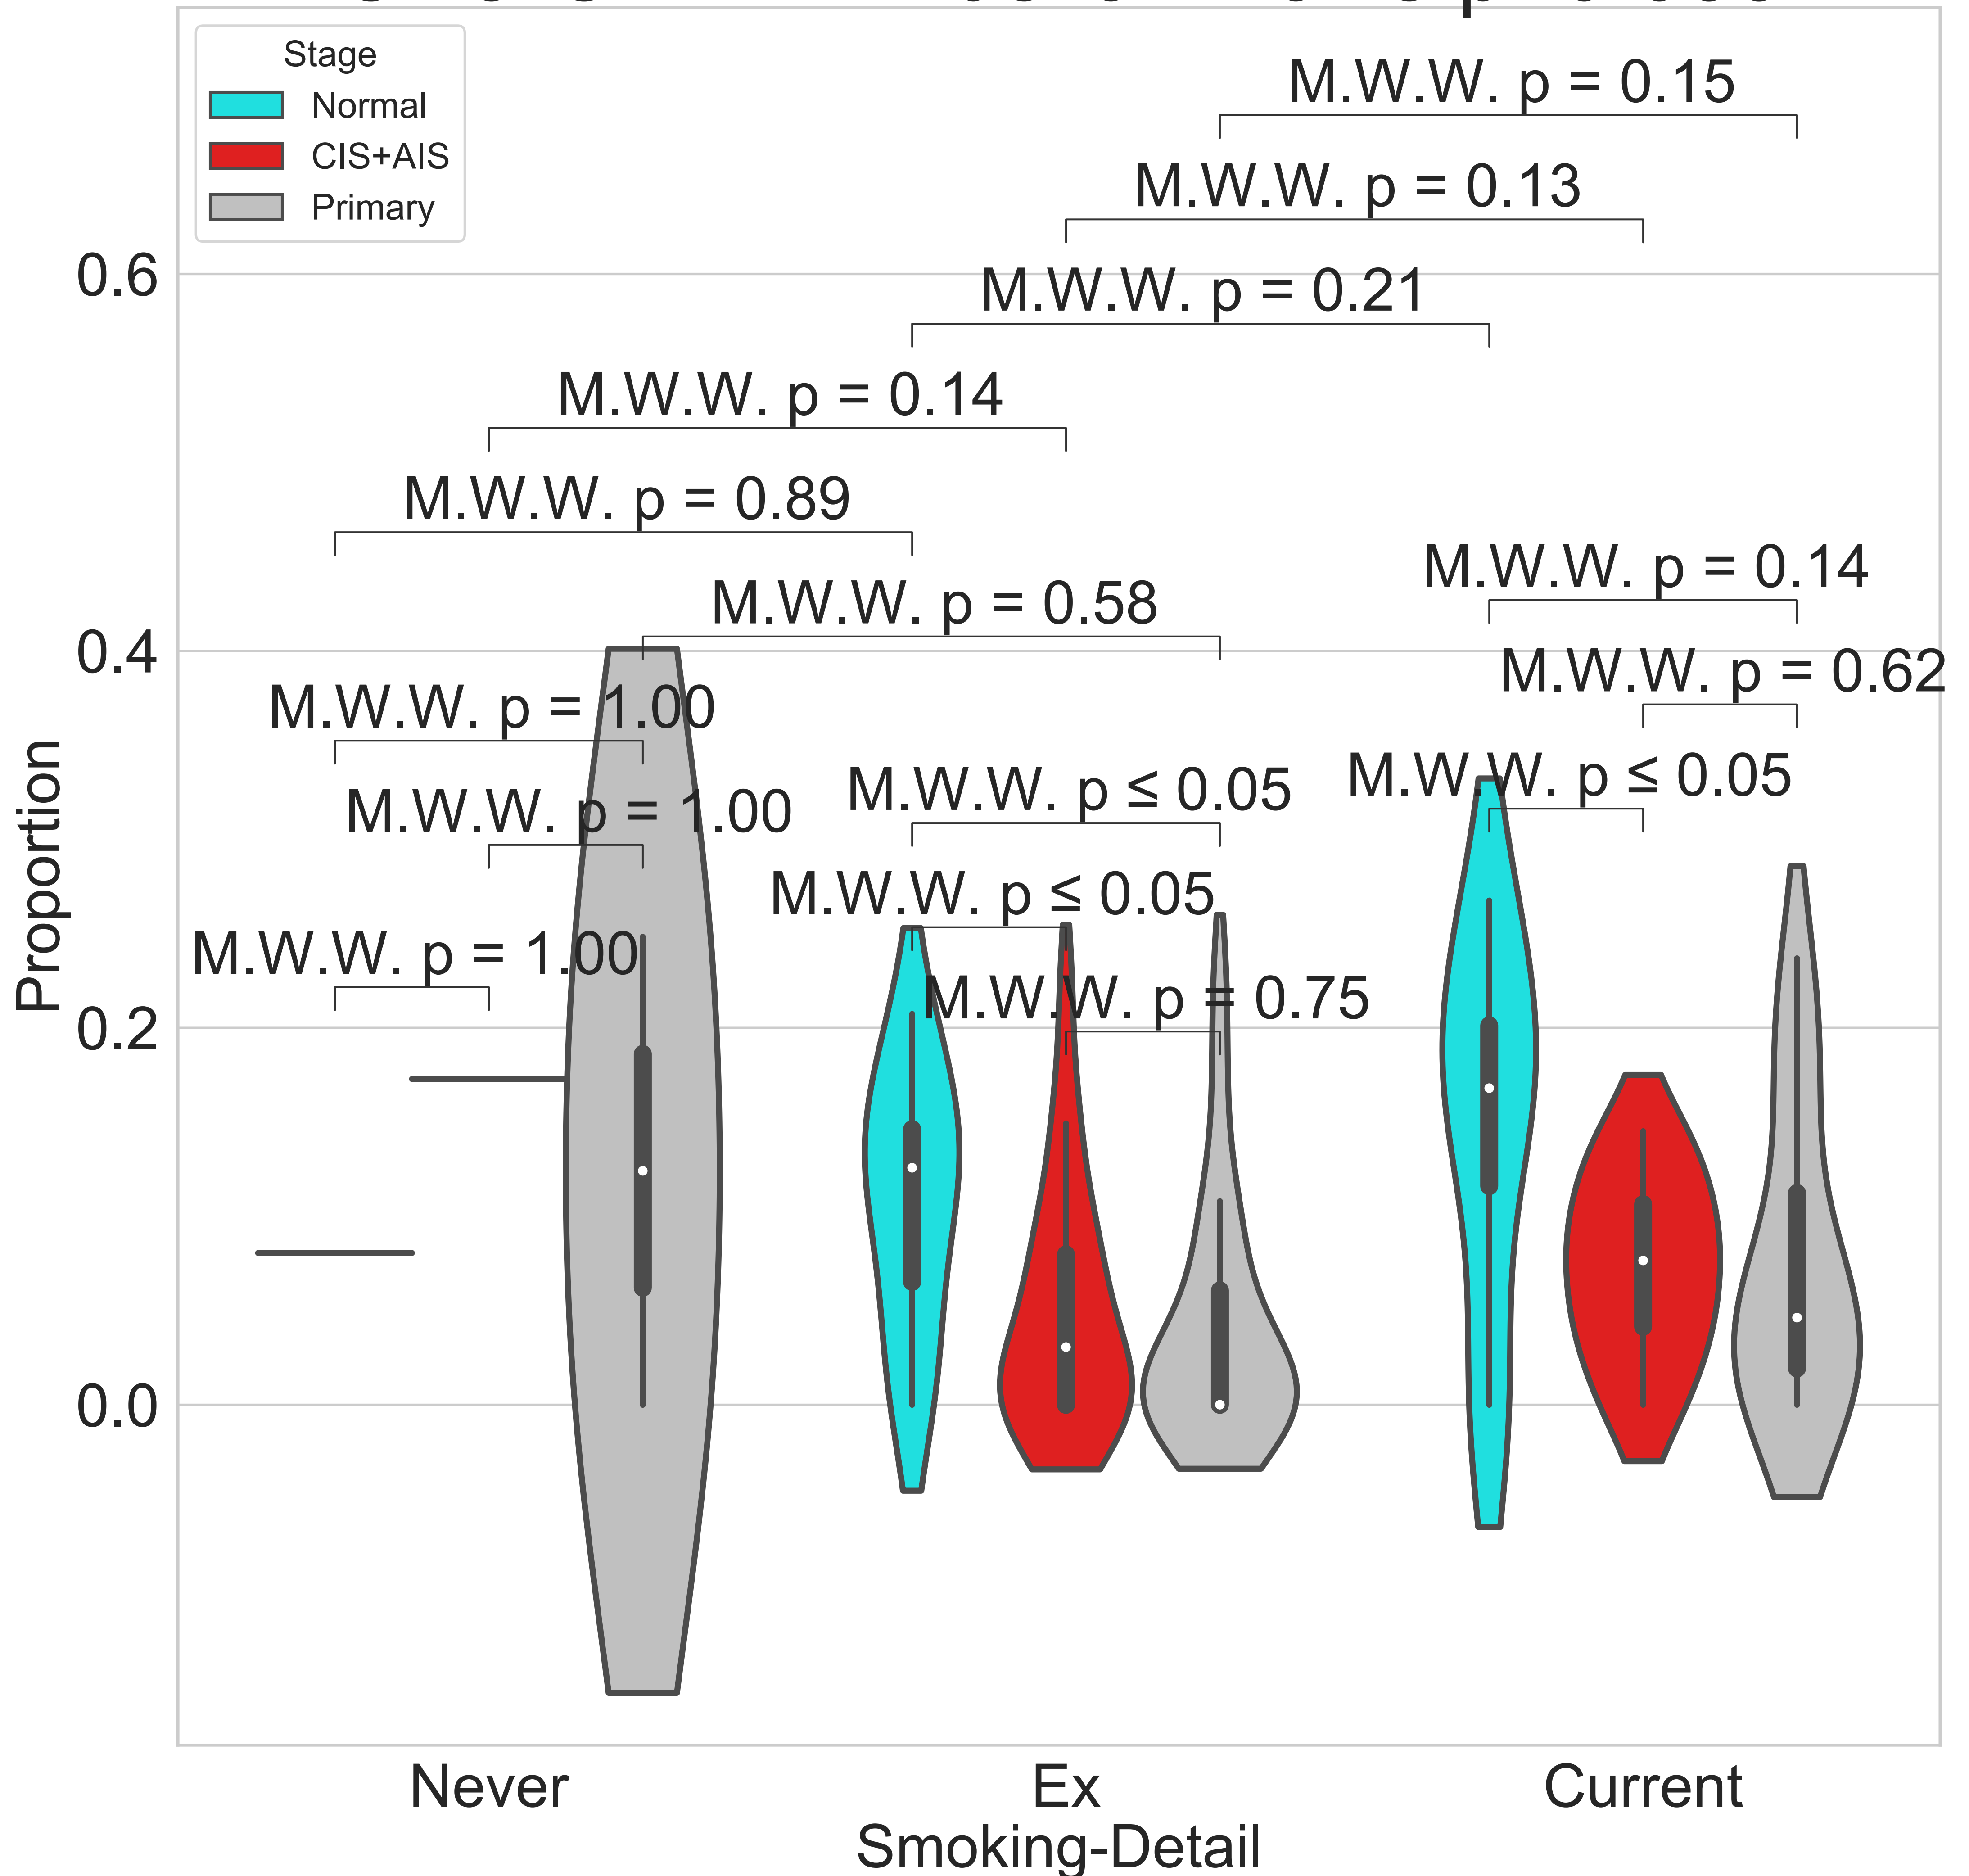 Stage
Normal
CIS+AIS
Primary
M.W.W. p = 0.15
M.W.W. p = 0.13
0.6
M.W.W. p = 0.21
M.W.W. p = 0.14
M.W.W. p = 0.89
M.W.W. p = 0.14
M.W.W. p = 0.58
0.4
M.W.W. p = 0.62
M.W.W. p = 1.00
M.W.W. p ≤ 0.05
M.W.W. p ≤ 0.05
M.W.W. p = 1.00
M.W.W. p ≤ 0.05
M.W.W. p = 1.00
M.W.W. p = 0.75
0.2
0.0
Proportion
Never
Ex
Current
Smoking-Detail